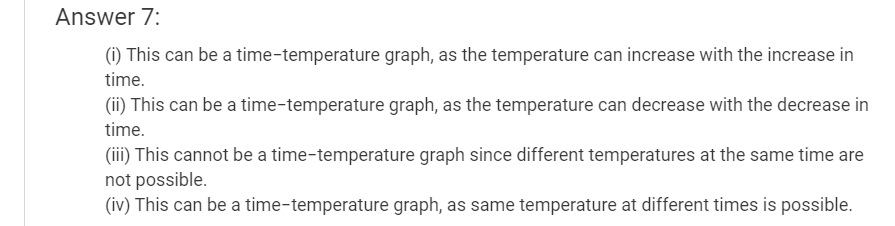 Answer 7:
(i) This can be a time-temperature graph, as the temperature can increase with the increase in
time.
(ii) This can be a time-temperature graph, as the temperature can decrease with the decrease in
time.
(iii) This cannot be a time-temperature graph since different temperatures at the same time are
not possible.
(iv) This can be a time-temperature graph, as same temperature at different times is possible.